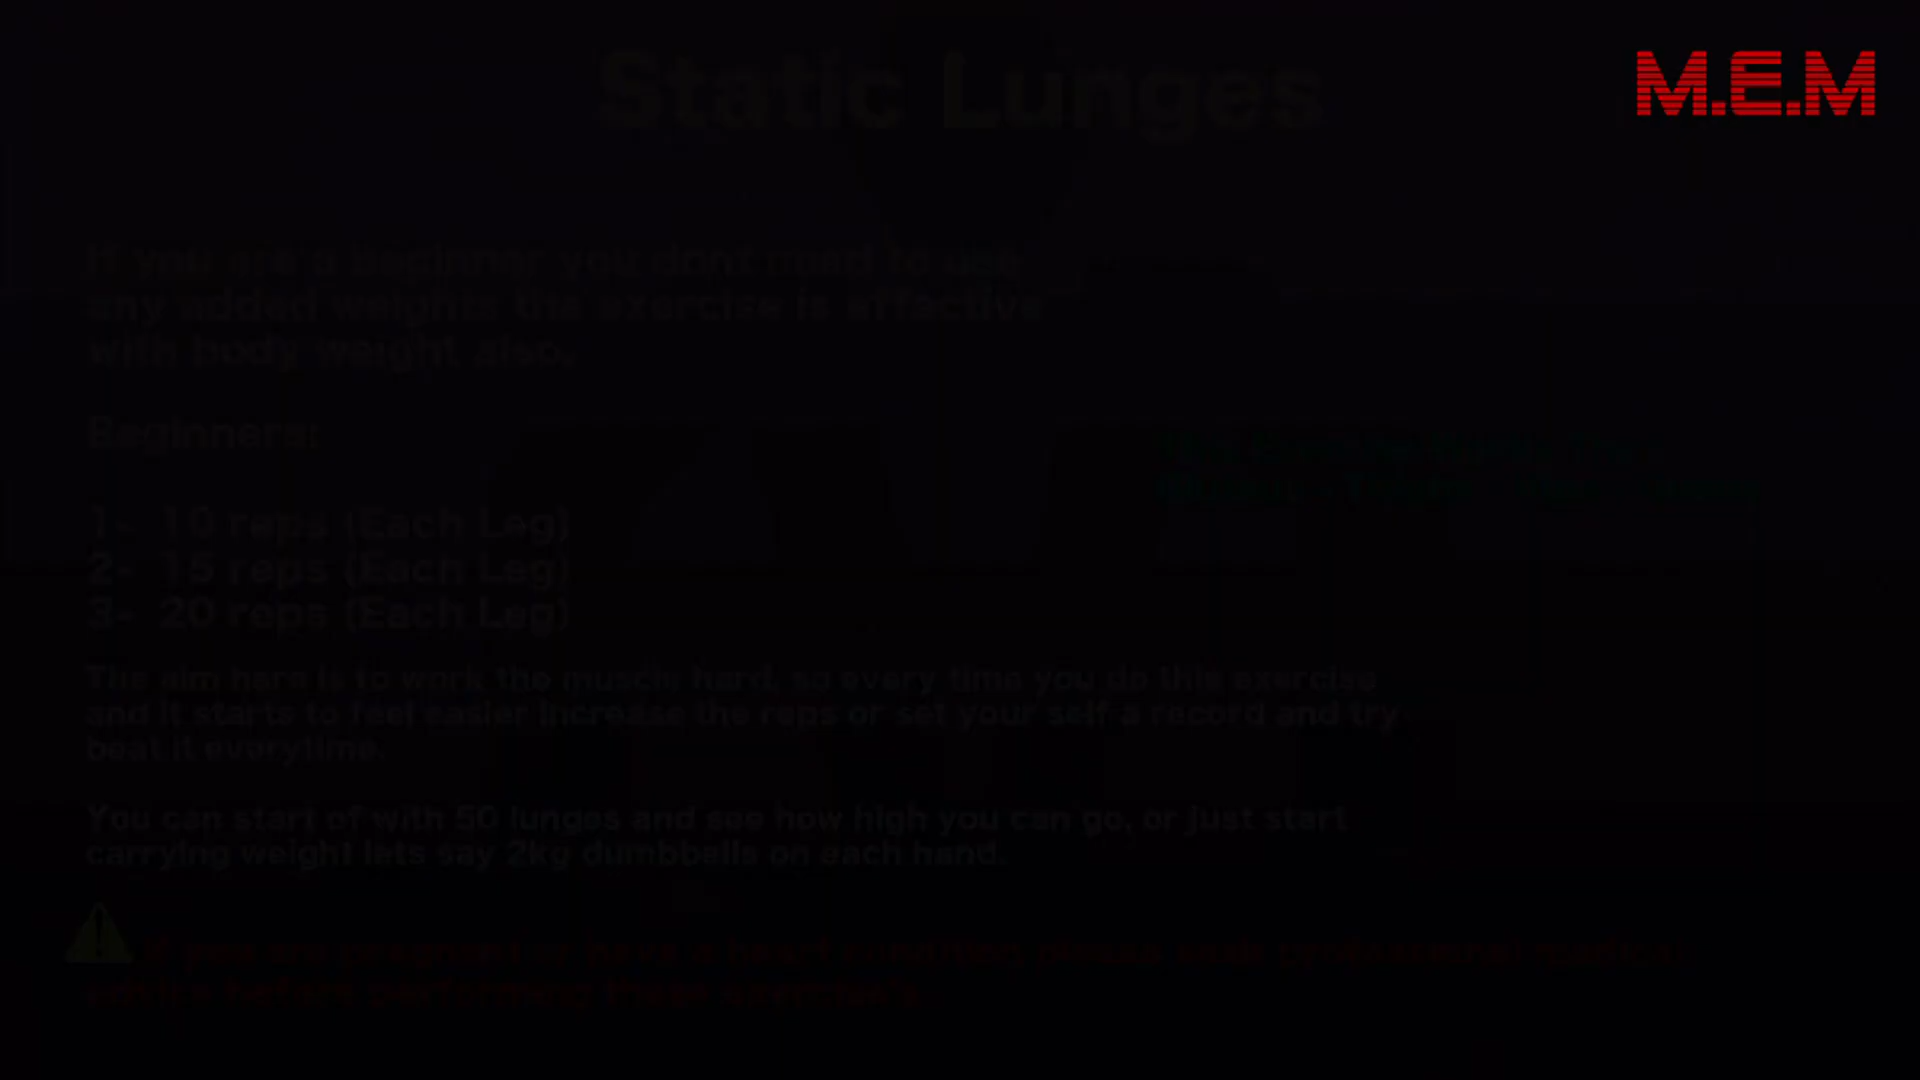 Static Lunges
M.E.M
If you are a beginner you dont need to use
any added weights the exercise is effective
with body weight also.
Beginners:
1- 10 reps (Each Leg)
2- 15 reps (Each Leg)
3- 20 reps (Each Leg)
The aim here is to work the muscle hard, so every time you do this exercise
and it starts to feel easier increase the reps or set your self a record and try
beat it everytime.
You can start of with 50 lunges and see how high you can go, or just start
carrying weight lets say 2kg dumbbells on each hand.
If you are pregnant or have a heart condition please seek professional medical
advice before performing these